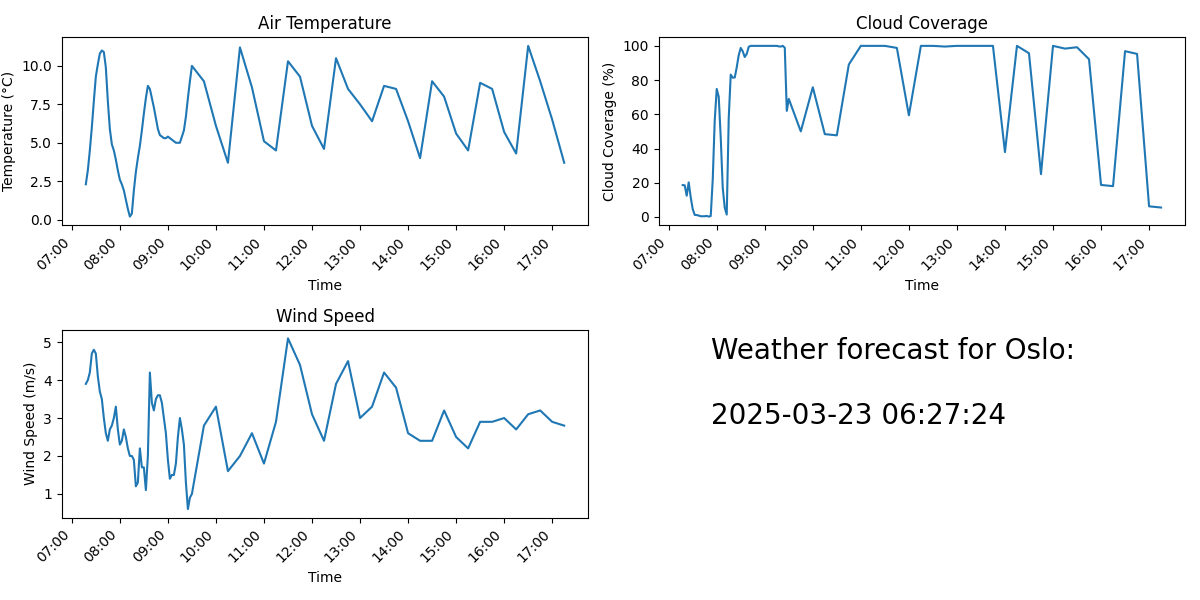 Air Temperature
Temperature (°C)
10.0
7.5
5.0
2.5
0.0
07:00 08:00 09:00 10:00 11:00 12:00 13:00 14:00 15:00 16:00 17:00
Time
Cloud Coverage
Cloud Coverage (%)
100
80
60
40
20
0
07:00 08:00 09:00 10:00 11:00 12:00 13:00 14:00 15:00 16:00 17:00
Time
Wind Speed
Wind Speed (m/s)
5
4
3
2
1
07:00 08:00 09:00 10:00 11:00 12:00 13:00 14:00 15:00 16:00 17:00
Time
Weather forecast for Oslo:
2025-03-23 06:27:24